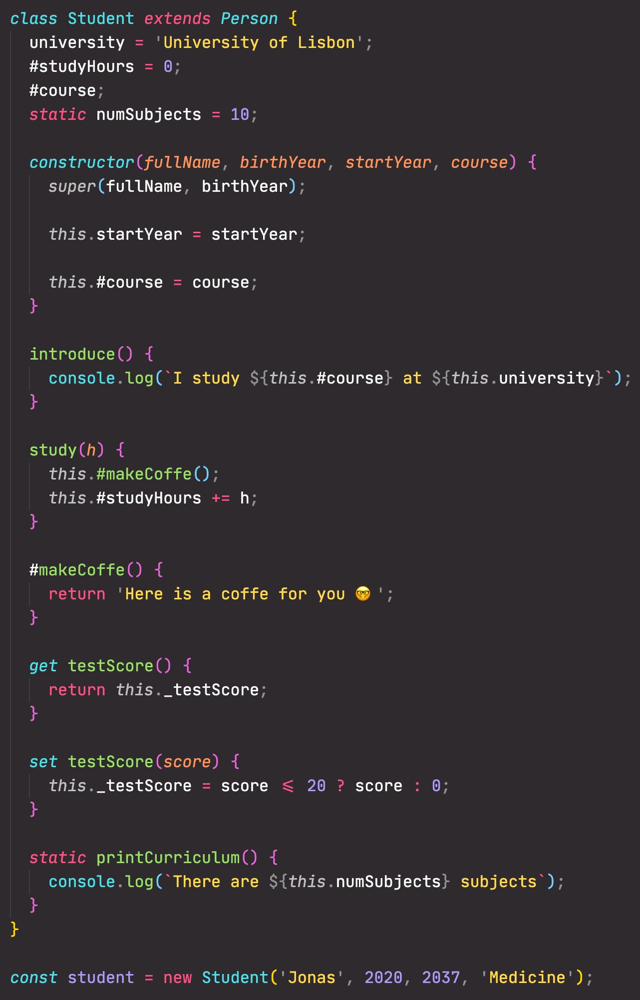 class Student extends Person {
  university = 'University of Lisbon';
  #studyHours = 0;
  #course;
  static numSubjects = 10;

  constructor(fullName, birthYear, startYear, course) {
    super(fullName, birthYear);

    this.startYear = startYear;

    this.#course = course;
  }

  introduce() {
    console.log(`I study ${this.#course} at ${this.university}`);
  }

  study(h) {
    this.#makeCoffe();
    this.#studyHours += h;
  }

  #makeCoffe() {
    return 'Here is a coffe for you 🤓 ';
  }

  get testScore() {
    return this._testScore;
  }

  set testScore(score) {
    this._testScore = score <= 20 ? score : 0;
  }

  static printCurriculum() {
    console.log(`There are ${this.numSubjects} subjects`);
  }
}

const student = new Student('Jonas', 2020, 2037, 'Medicine');